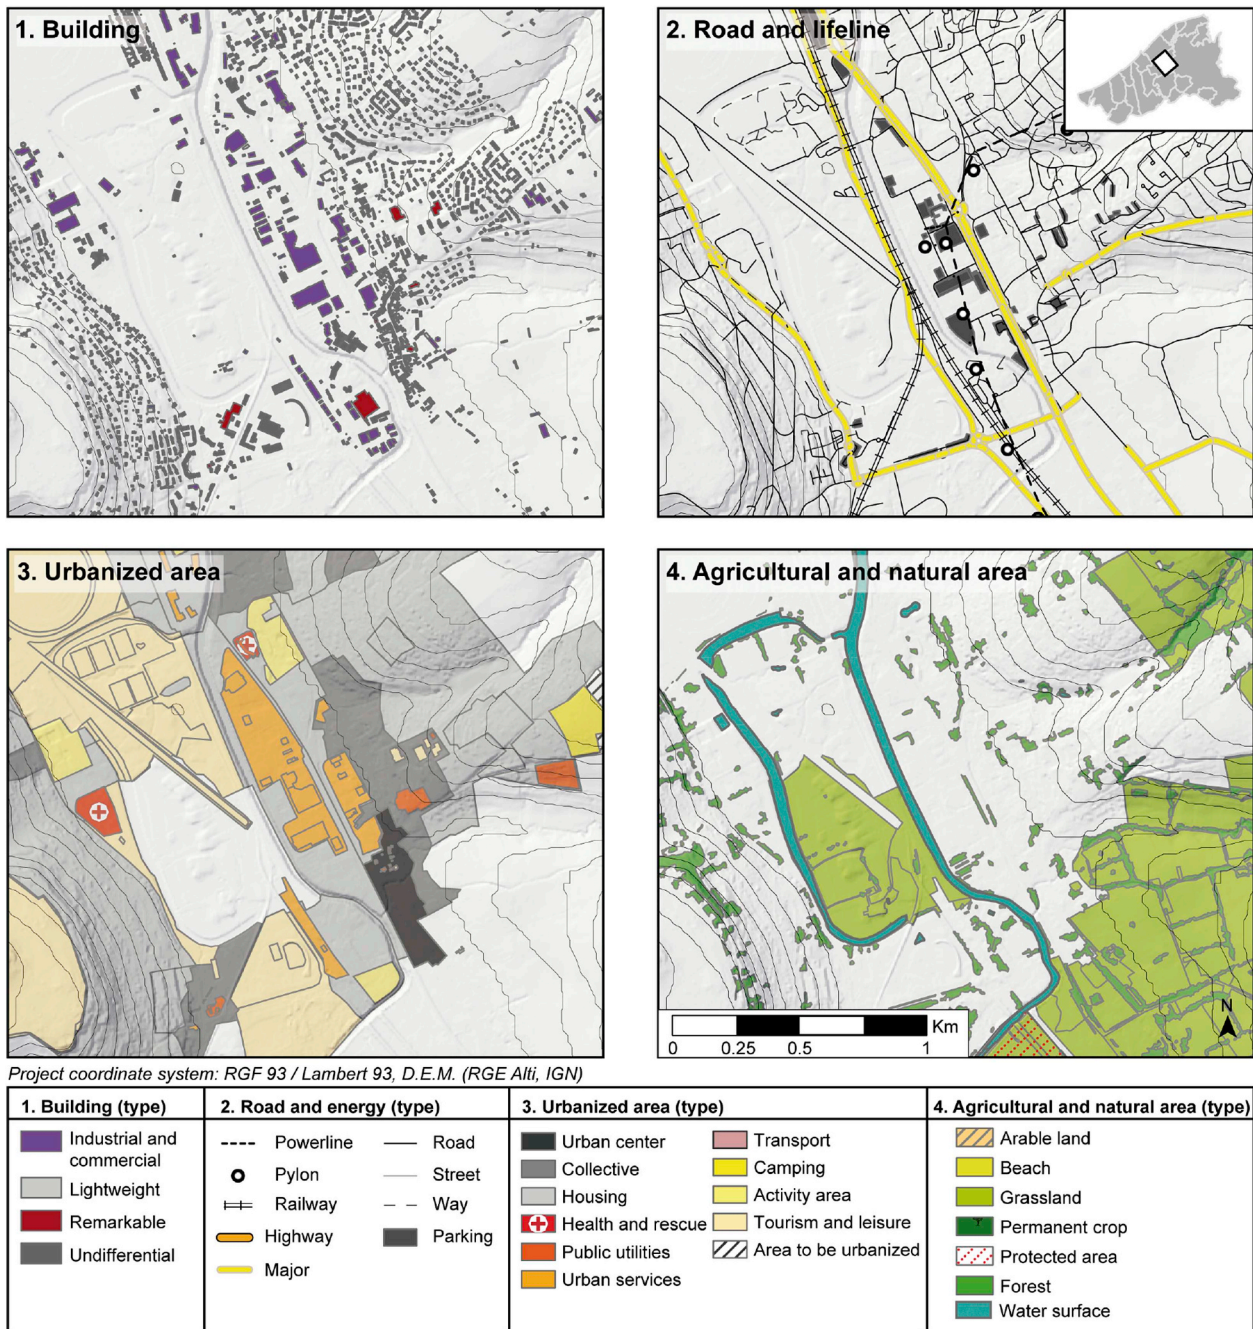 1. Building
2. Road and lifeline
3. Urbanized area
4. Agricultural and natural area
N
Km
0 0.25 0.5 1
Project coordinate system: RGF 93 / Lambert 93, D.E.M. (RGE Alti, IGN)
1. Building (type)
Industrial and
commercial
Lightweight
Remarkable
Undifferential
2. Road and energy (type)
Powerline
Pylon
Railway
Highway
Major
Road
Street
Way
Parking
3. Urbanized area (type)
Urban center
Collective
Housing
Health and rescue
Public utilities
Urban services
Transport
Camping
Activity area
Tourism and leisure
Area to be urbanized
4. Agricultural and natural area (type)
Arable land
Beach
Grassland
Permanent crop
Protected area
Forest
Water surface